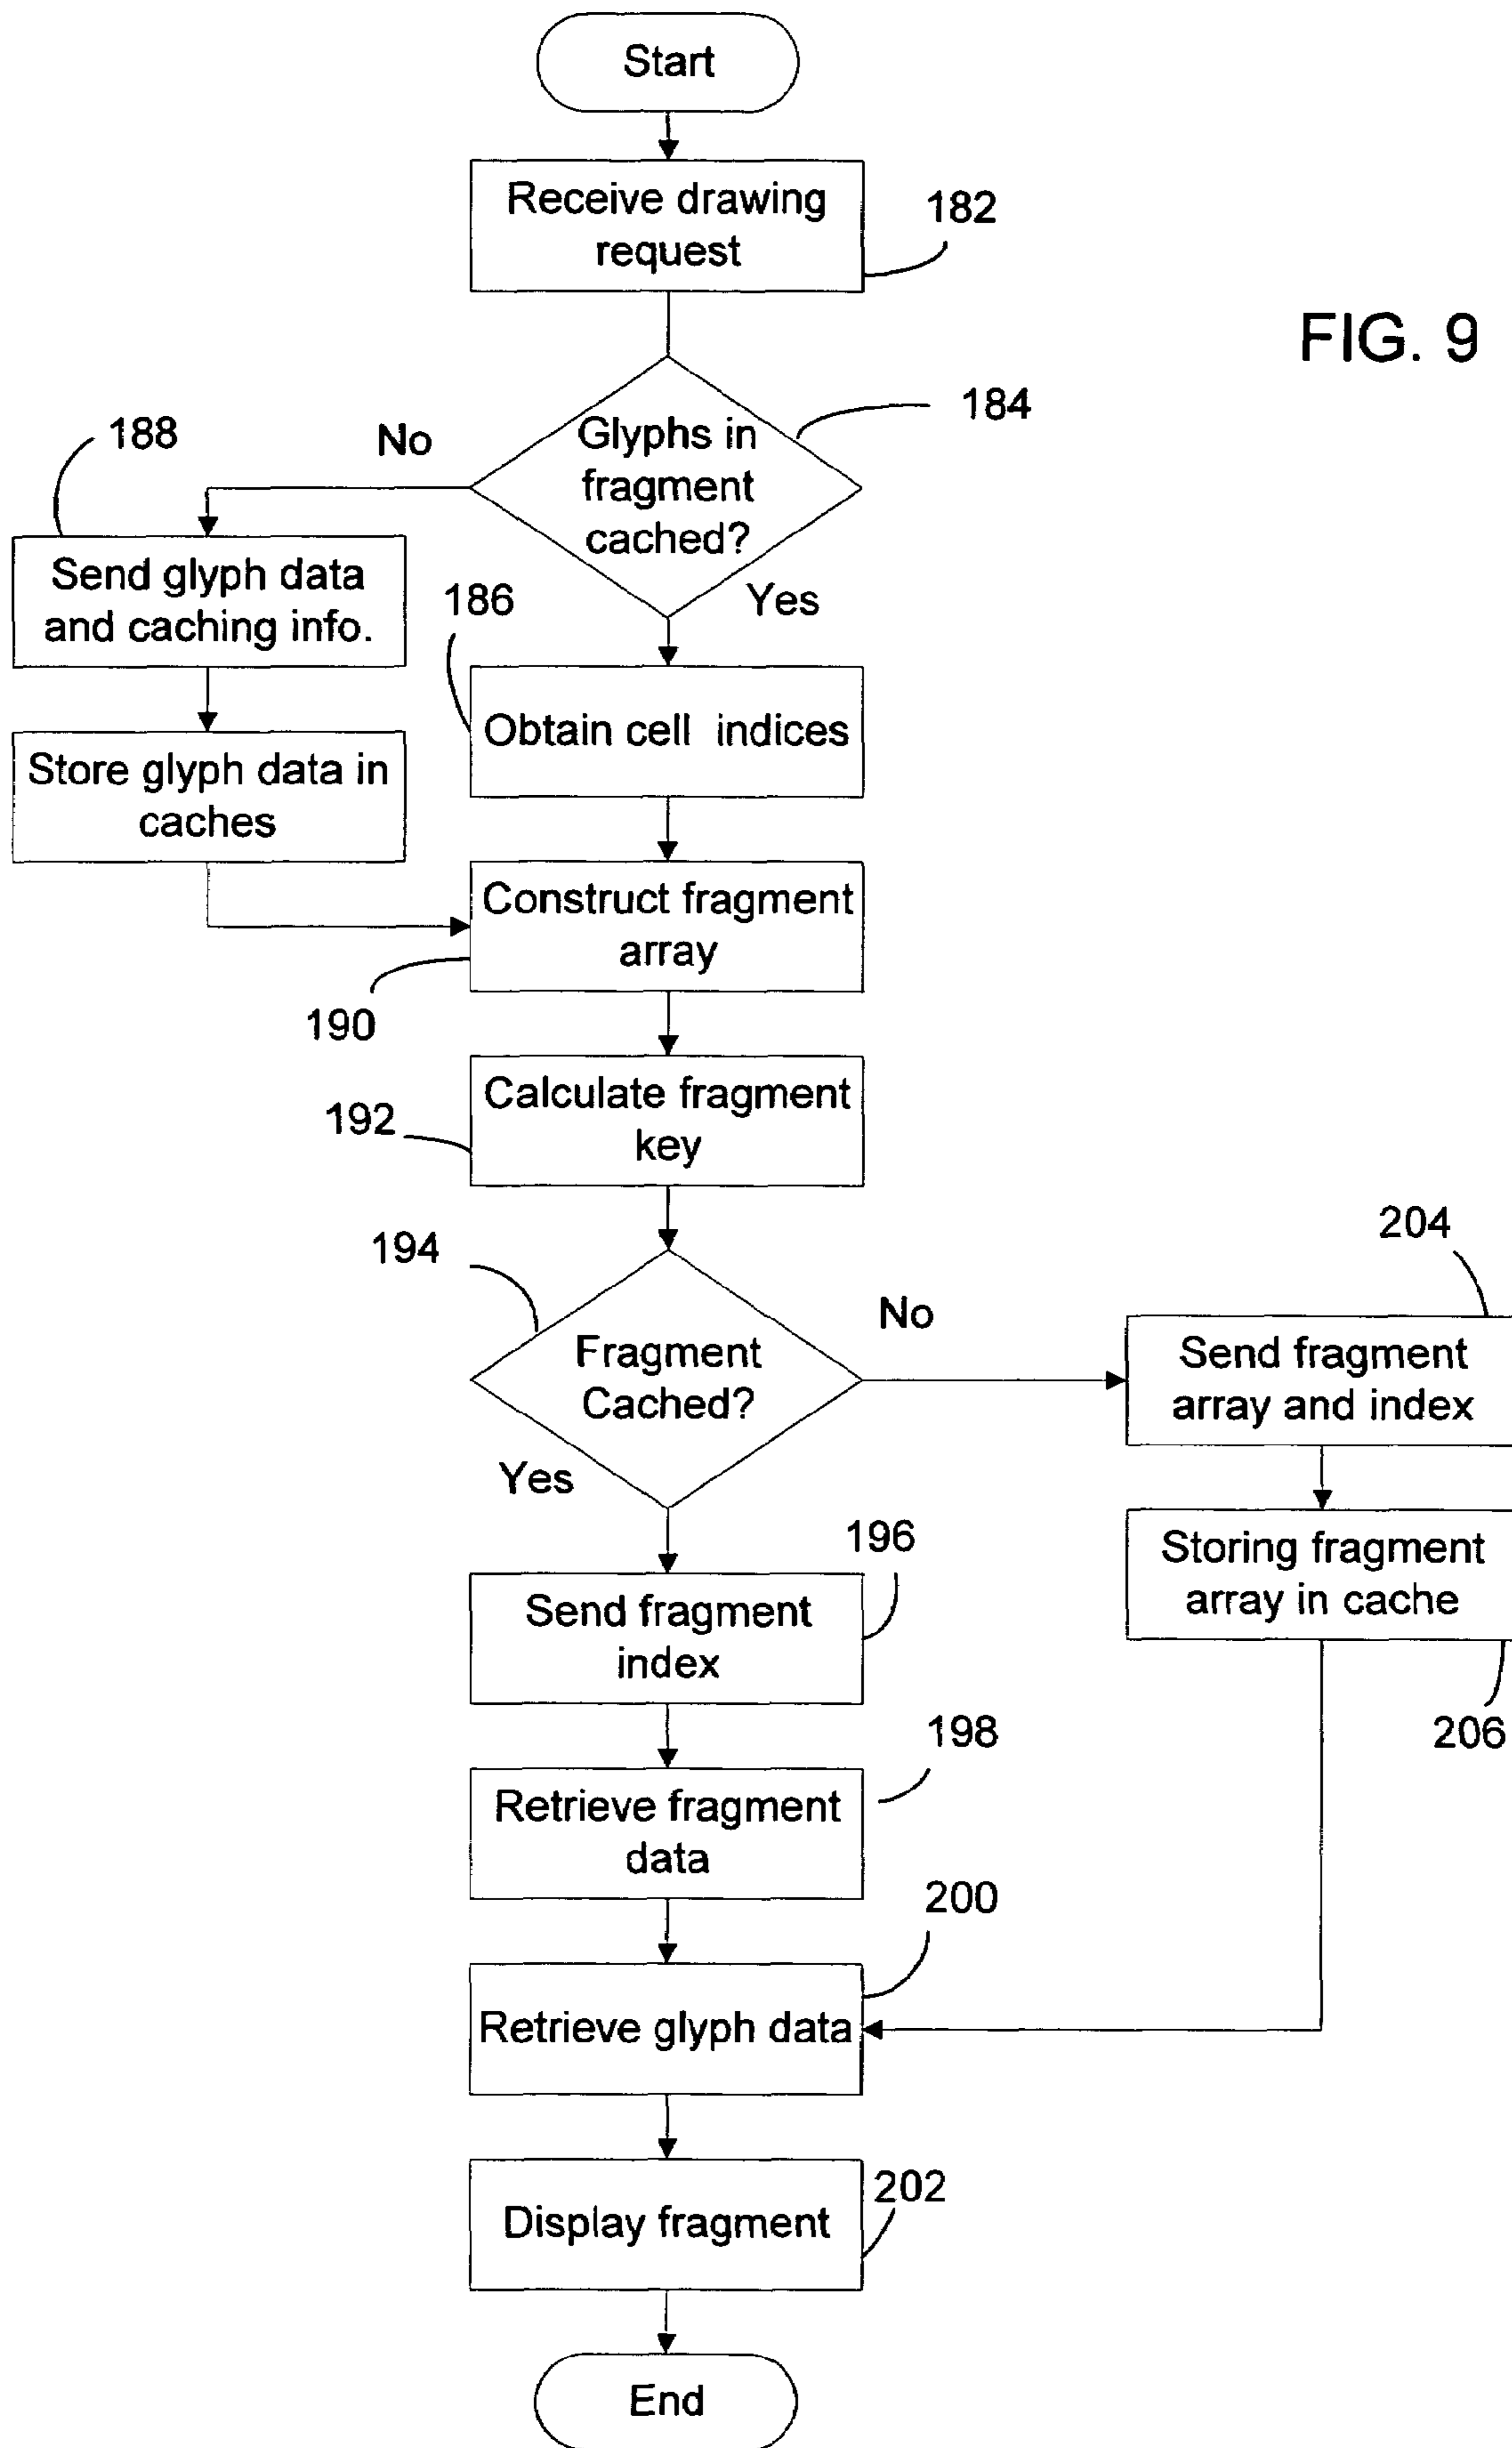 Start
Receive drawing
request
182
FIG. 9
Glyphs in
fragment
cached?
184
No
Yes
188
Send glyph data
and caching info.
Store glyph data in
caches
186
Obtain cell indices
Construct fragment
array
190
Calculate fragment
key
192
194
Fragment
Cached?
No
Yes
204
Send fragment
array and index
Storing fragment
array in cache
206
196
Send fragment
index
198
Retrieve fragment
data
200
Retrieve glyph data
202
Display fragment
End